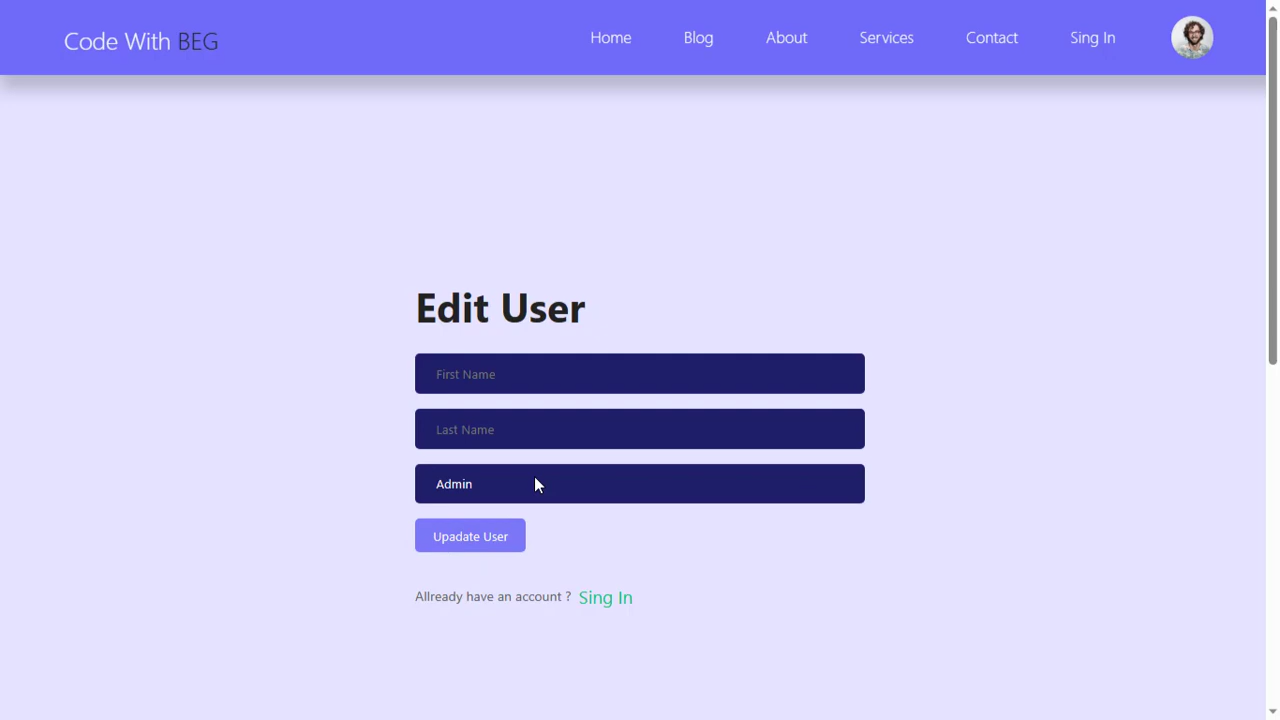 Code With BEG Home Blog About Services Contact Sing In
Edit User
First Name
Last Name
Admin
Upadate User
Allready have an account ? Sing In